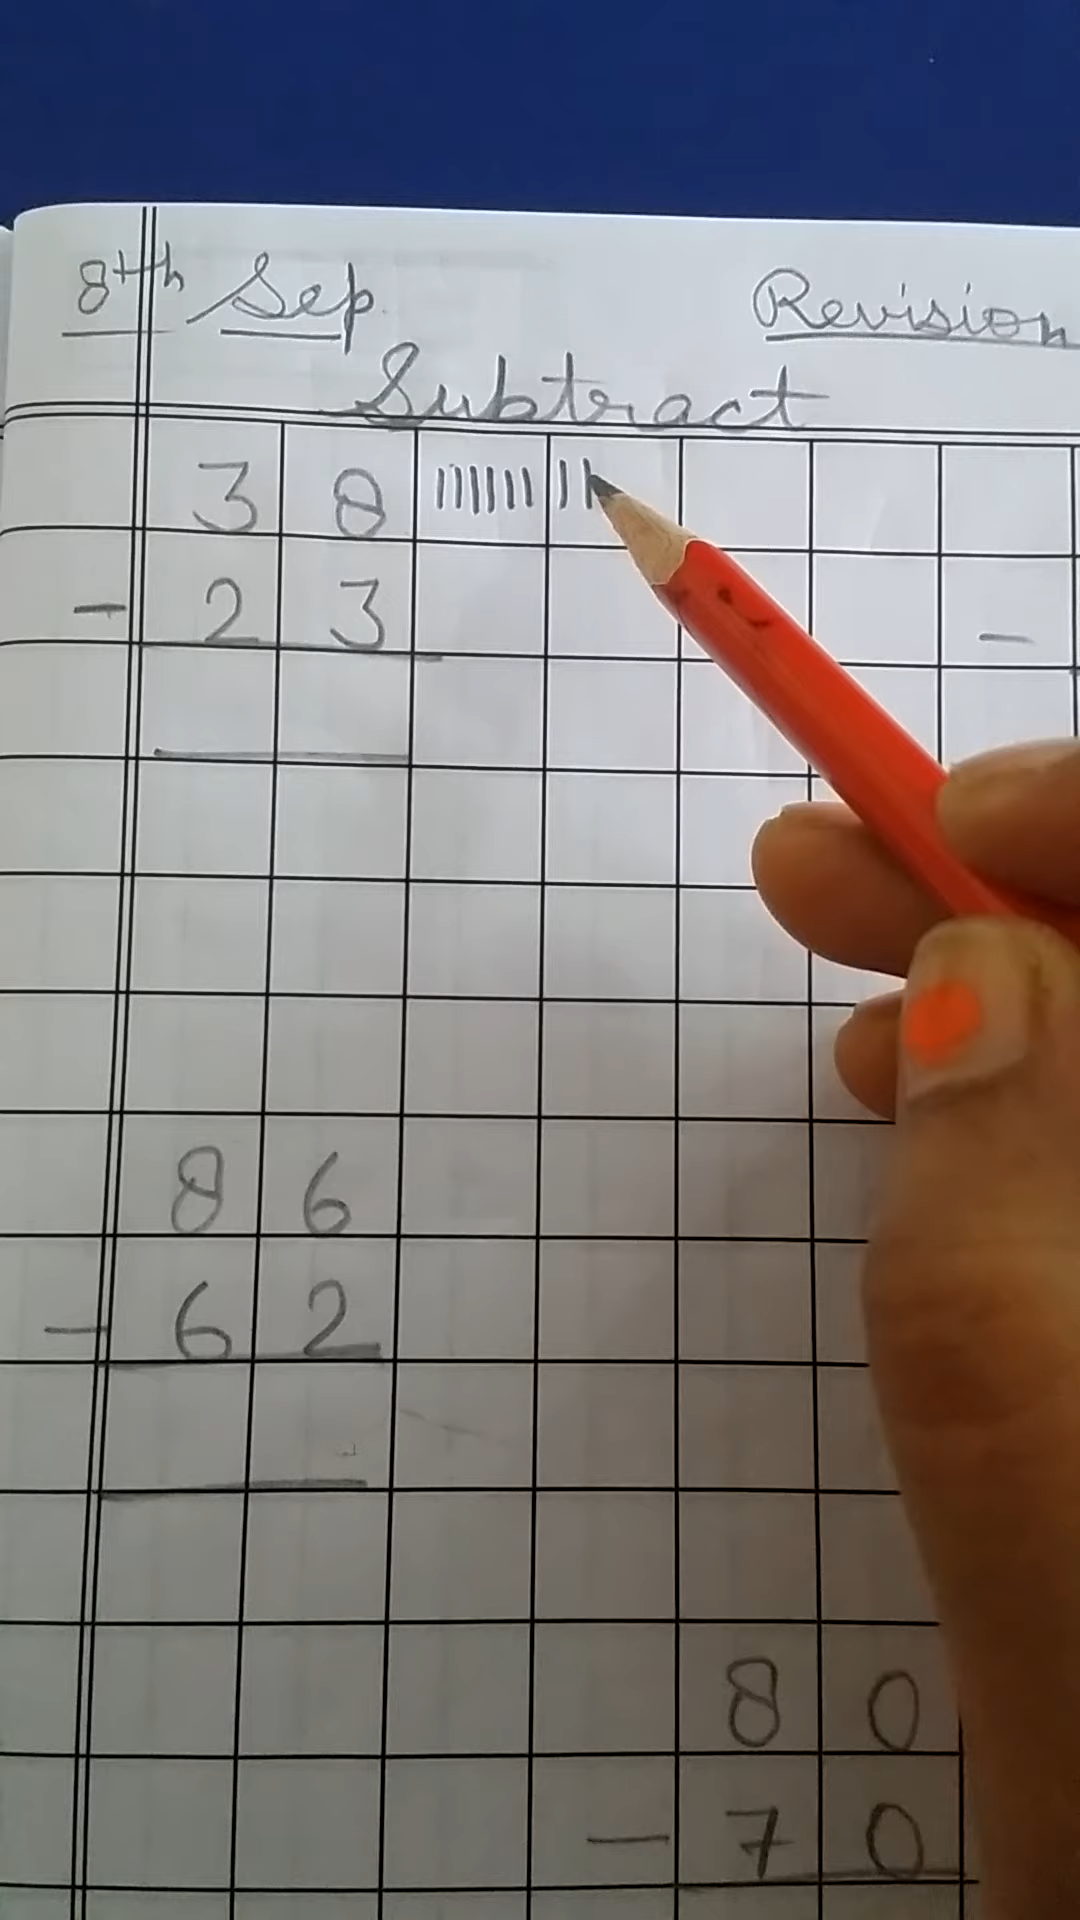 8th Sep. Revision
Subtract
38 |||||||||
- 23 -
86
- 62
80
- 70